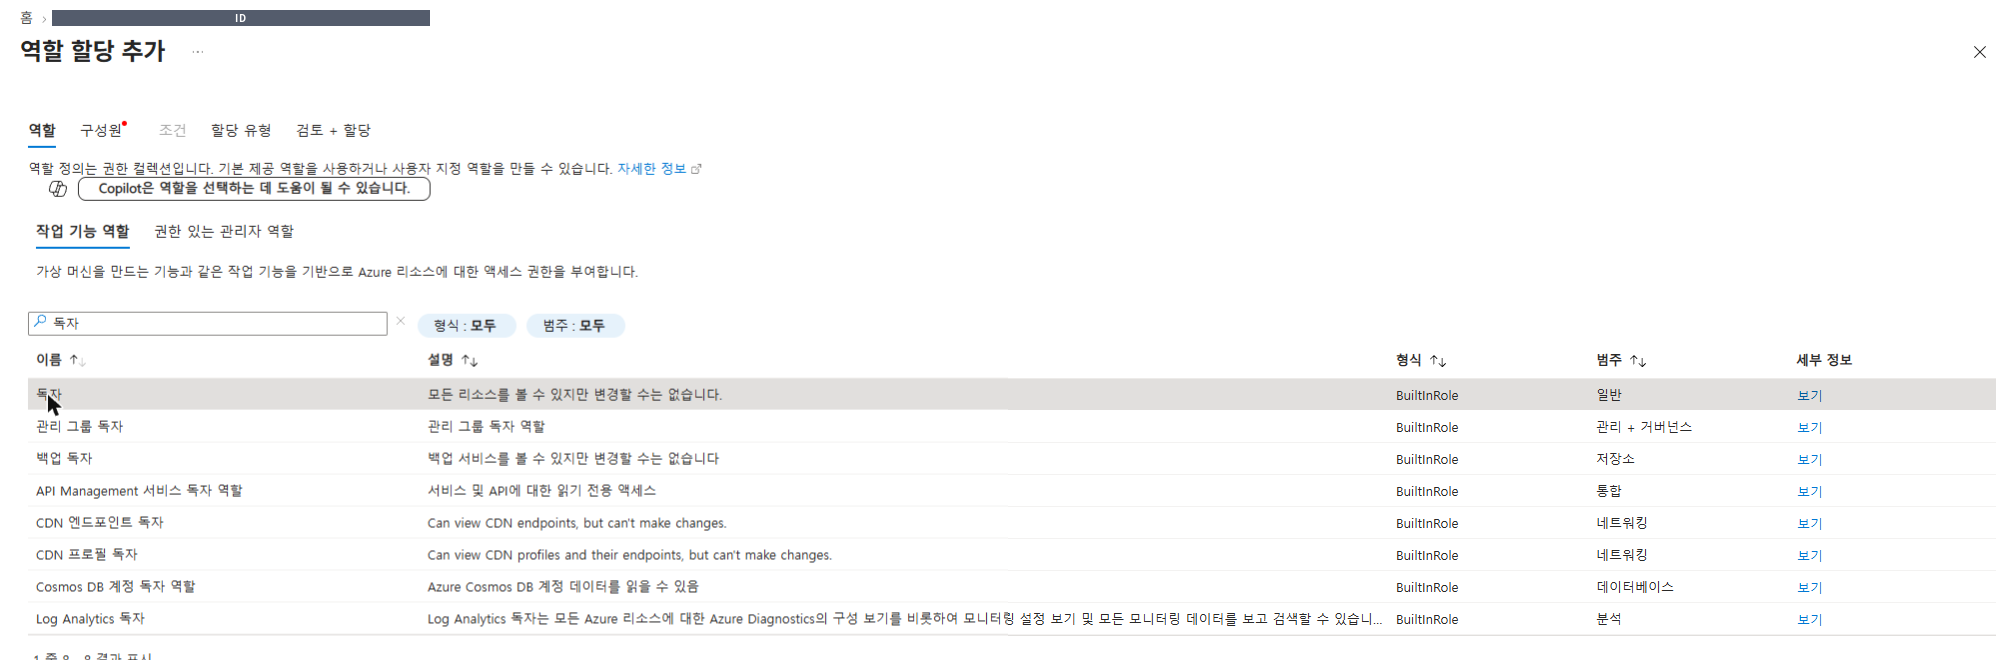 홈 > ID
역할 할당 추가 ...
역할 구성원 조건 할당 유형 검토 + 할당
역할 정의는 권한 컬렉션입니다. 기본 제공 역할을 사용하거나 사용자 지정 역할을 만들 수 있습니다. 자세한 정보
Copilot은 역할을 선택하는 데 도움이 될 수 있습니다.
작업 기능 역할 권한 있는 관리자 역할
가상 머신을 만드는 기능과 같은 작업 기능을 기반으로 Azure 리소스에 대한 액세스 권한을 부여합니다.
독자 형식 : 모두 범주 : 모두
이름 ↑↓ 설명 ↑↓ 형식 ↑↓ 범주 ↑↓ 세부 정보
독자 모든 리소스를 볼 수 있지만 변경할 수는 없습니다. BuiltInRole 일반 보기
관리 그룹 독자 관리 그룹 독자 역할 BuiltInRole 관리 + 거버넌스 보기
백업 독자 백업 서비스를 볼 수 있지만 변경할 수는 없습니다 BuiltInRole 저장소 보기
API Management 서비스 독자 역할 서비스 및 API에 대한 읽기 전용 액세스 BuiltInRole 통합 보기
CDN 엔드포인트 독자 Can view CDN endpoints, but can't make changes. BuiltInRole 네트워킹 보기
CDN 프로필 독자 Can view CDN profiles and their endpoints, but can't make changes. BuiltInRole 네트워킹 보기
Cosmos DB 계정 독자 역할 Azure Cosmos DB 계정 데이터를 읽을 수 있음 BuiltInRole 데이터베이스 보기
Log Analytics 독자 Log Analytics 독자는 모든 Azure 리소스에 대한 Azure Diagnostics의 구성 보기를 비롯하여 모니터링 설정 보기 및 모든 모니터링 데이터를 보고 검색할 수 있습니... BuiltInRole 분석 보기
1 중 8 - 8 결과 표시